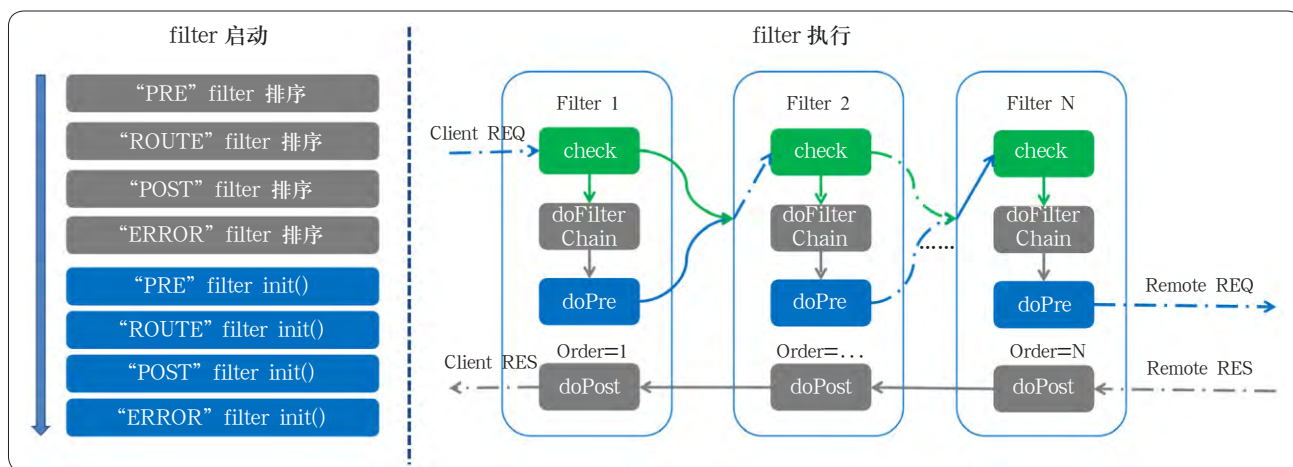 filter 启动
“PRE”filter 排序
“ROUTE”filter 排序
“POST”filter 排序
“ERROR”filter 排序
“PRE”filter init()
“ROUTE”filter init()
“POST”filter init()
“ERROR”filter init()
filter 执行
Filter 1
Filter 2
Filter N
Client REQ
check
check
check
doFilter
Chain
doFilter
Chain
doFilter
Chain
……
doPre
doPre
doPre
Remote REQ
Order=1
Order=...
Order=N
Client RES
doPost
doPost
doPost
Remote RES